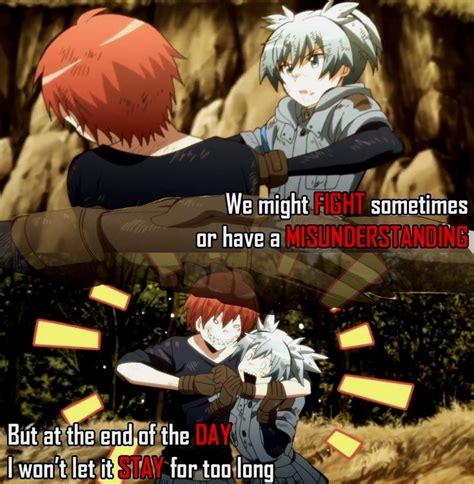 We might FIGHT sometimes
or have a MISUNDERSTANDING
But at the end of the DAY
I won't let it STAY for too long